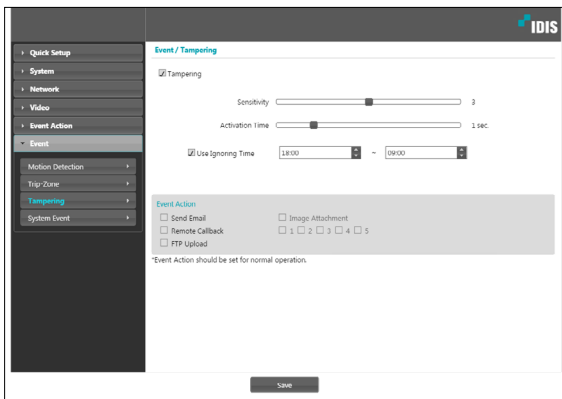 IDIS
Quick Setup
System
Network
Video
Event Action
Event
Motion Detection
Trip-Zone
Tampering
System Event
Event / Tampering
Tampering
Sensitivity 3
Activation Time 1 sec.
Use Ignoring Time 18:00 ~ 09:00
Event Action
Send Email Image Attachment
Remote Callback 1 2 3 4 5
FTP Upload
*Event Action should be set for normal operation.
Save